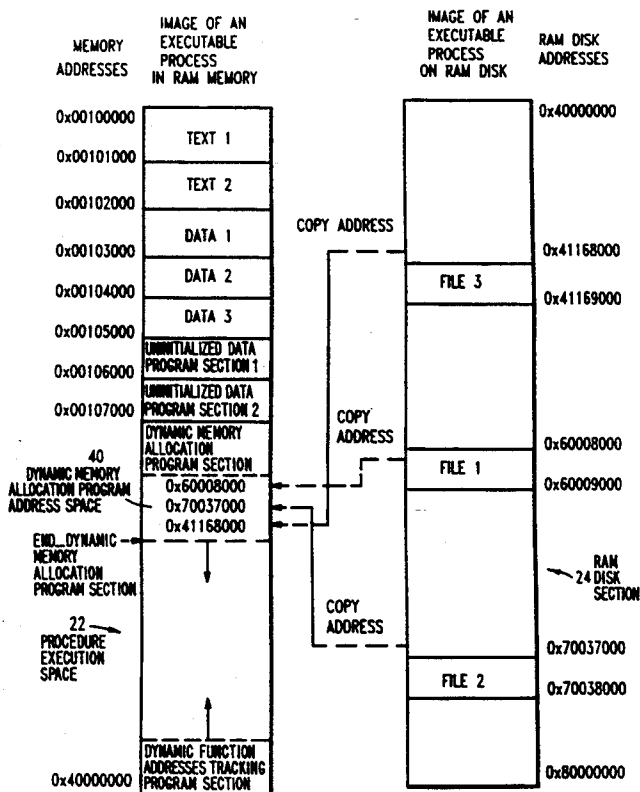 MEMORY
ADDRESSES
IMAGE OF AN
EXECUTABLE
PROCESS
IN RAM MEMORY
0x00100000
TEXT 1
0x00101000
TEXT 2
0x00102000
DATA 1
0x00103000
DATA 2
0x00104000
DATA 3
0x00105000
UNINITIALIZED DATA
PROGRAM SECTION 1
0x00106000
UNINITIALIZED DATA
PROGRAM SECTION 2
0x00107000
DYNAMIC MEMORY
ALLOCATION
PROGRAM SECTION
40
DYNAMIC MEMORY
ALLOCATION PROGRAM
ADDRESS SPACE
0x60008000
0x70037000
0x41168000
END_DYNAMIC
MEMORY
ALLOCATION
PROGRAM SECTION
22
PROCEDURE
EXECUTION
SPACE
DYNAMIC FUNCTION
ADDRESSES TRACKING
PROGRAM SECTION
0x40000000
COPY ADDRESS
COPY
ADDRESS
COPY
ADDRESS
IMAGE OF AN
EXECUTABLE
PROCESS
ON RAM DISK
RAM DISK
ADDRESSES
0x40000000
0x41168000
FILE 3
0x41169000
0x60008000
FILE 1
0x60009000
RAM
24 DISK
SECTION
0x70037000
FILE 2
0x70038000
0x80000000